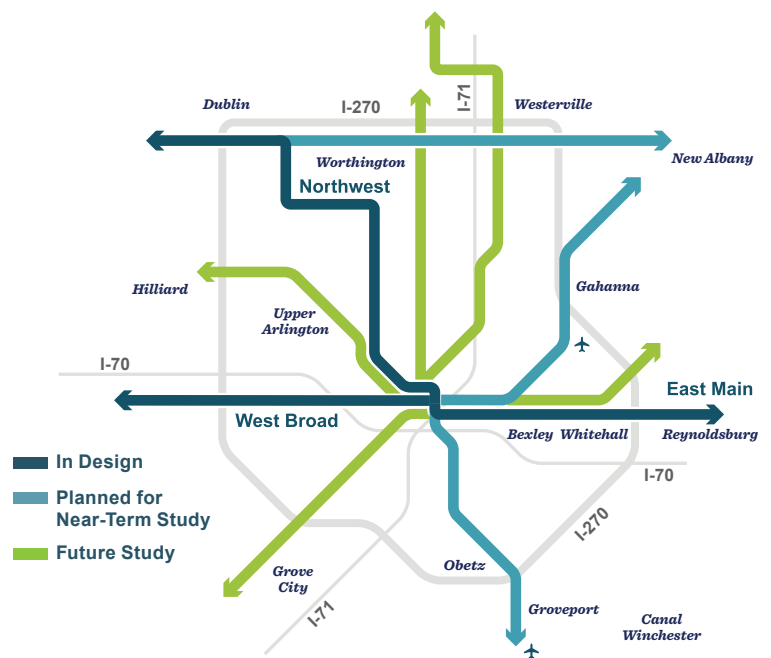 Dublin
I-270
I-71
Westerville
Worthington
New Albany
Northwest
Hilliard
Upper
Arlington
Gahanna
I-70
East Main
West Broad
Bexley
Whitehall
Reynoldsburg
In Design
I-70
Planned for
Near-Term Study
I-270
Future Study
Grove
City
Obetz
I-71
Groveport
Canal
Winchester